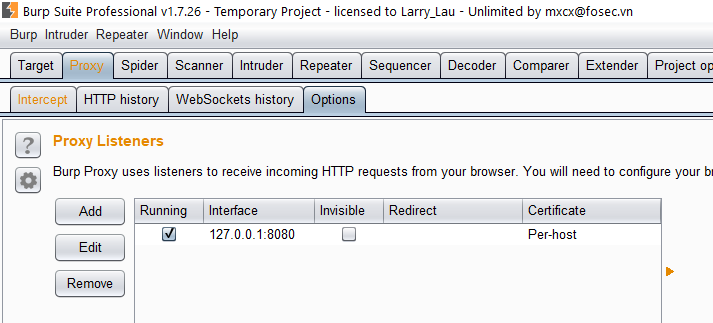 Burp Suite Professional v1.7.26 - Temporary Project - licensed to Larry_Lau - Unlimited by mxcx@fosec.vn
Burp Intruder Repeater Window Help
Target Proxy Spider Scanner Intruder Repeater Sequencer Decoder Comparer Extender Project op
Intercept HTTP history WebSockets history Options
? Proxy Listeners
Burp Proxy uses listeners to receive incoming HTTP requests from your browser. You will need to configure your br
Add Running Interface Invisible Redirect Certificate
127.0.0.1:8080 Per-host
Edit
Remove